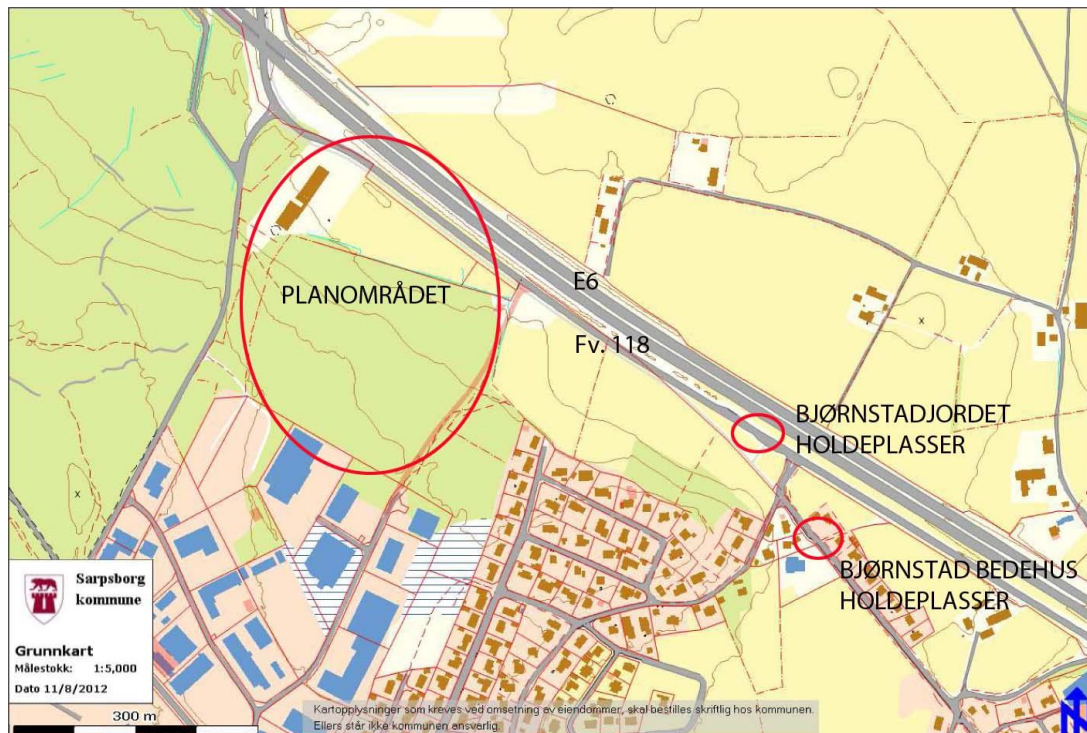 PLANOMRÅDET
E6
Fv. 118
BJØRNSTADJORDET
HOLDEPLASSER
BJØRNSTAD BEDEHUS
HOLDEPLASSER
Sarpsborg
kommune
Grunnkart
Målestokk: 1:5,000
Dato 11/8/2012
300 m
Kartopplysninger som kreves ved omsetning av eiendommer, skal bestilles skriftlig hos kommunen.
Ellers står ikke kommunen ansvarlig.
N